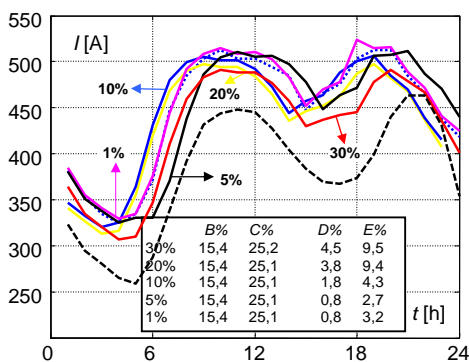 I [A]
550
500
450
400
350
300
250
10%
20%
1%
5%
30%
B% C% D% E%
30% 15,4 25,2 4,5 9,5
20% 15,4 25,1 3,8 9,4
10% 15,4 25,1 1,8 4,3
5% 15,4 25,1 0,8 2,7
1% 15,4 25,1 0,8 3,2
t [h]
0 6 12 18 24